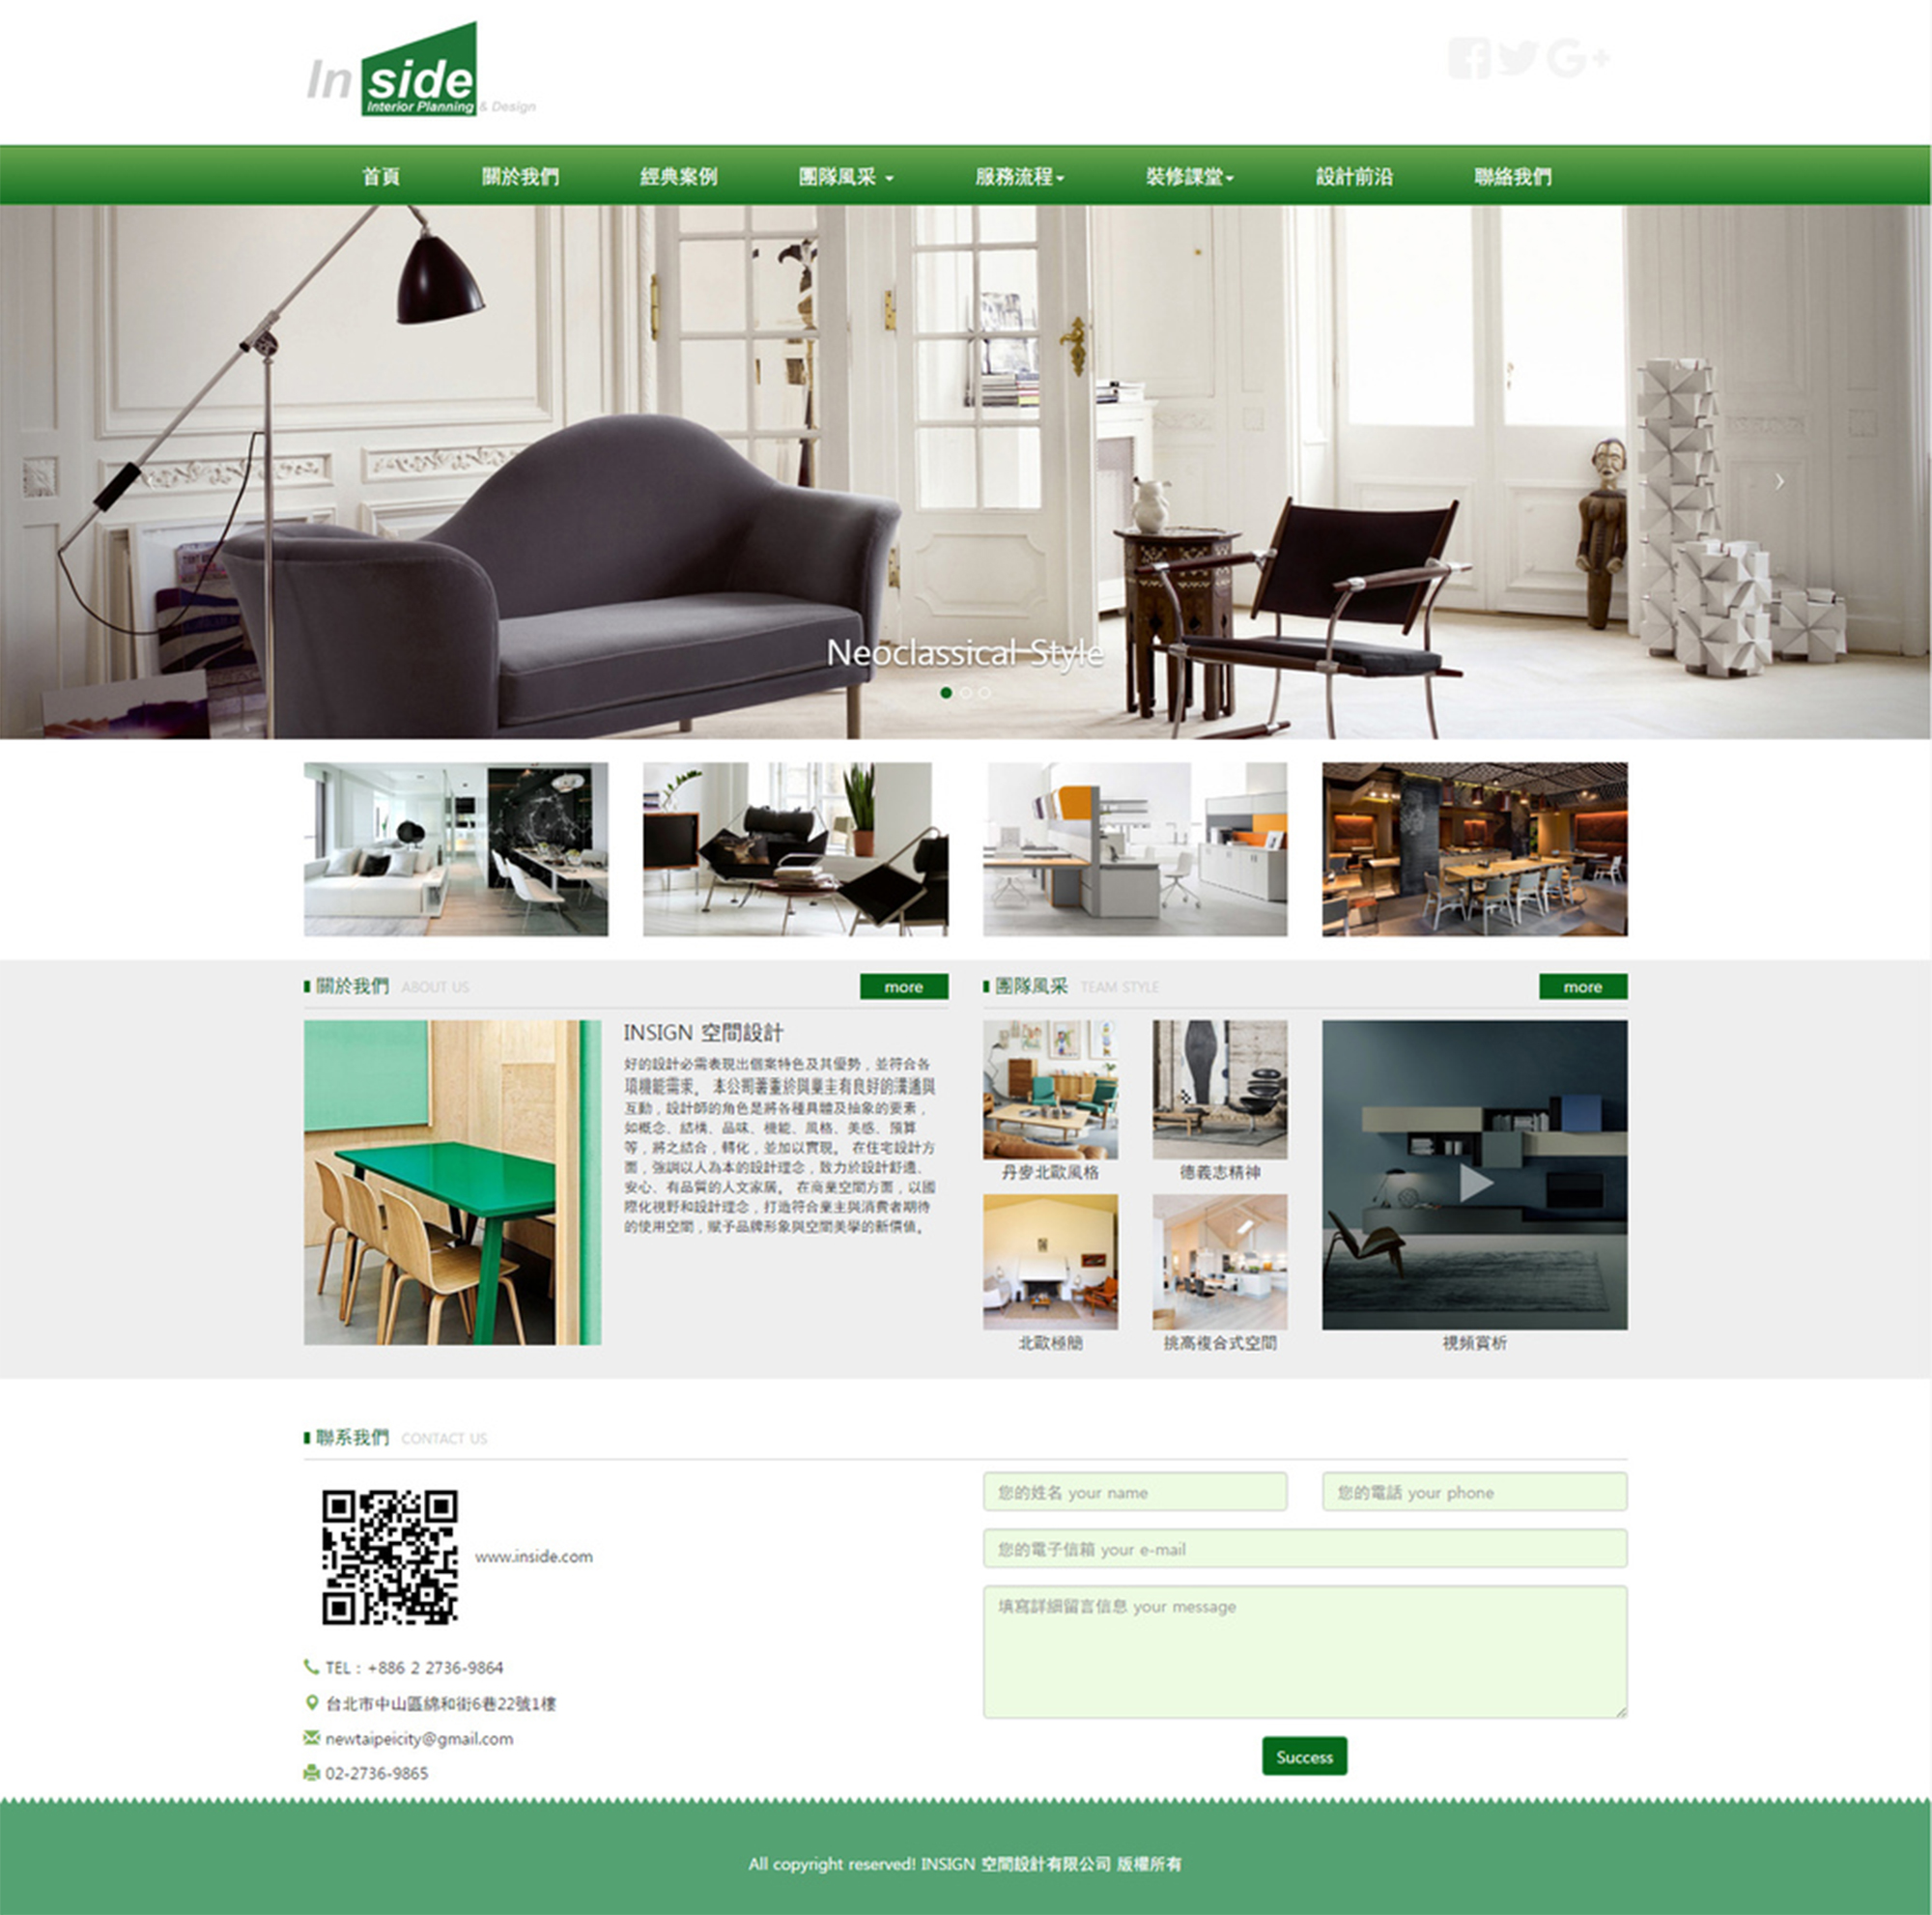 In side
Interior Planning & Design
首頁 關於我們 經典案例 團隊風采 服務流程 裝修課堂 設計前沿 聯絡我們
Neoclassical Style
關於我們 ABOUT US more
INSIGN 空間設計
好的設計必需表現出個案特色及其優勢，並符合各
項機能需求。 本公司著重於與業主有良好的溝通與
互動，設計師的角色是將各種具體及抽象的要素，
如概念、結構、品味、機能、風格、美感、預算
等，將之結合，轉化，並加以實現。 在住宅設計方
面，強調以人為本的設計理念，致力於設計舒適、
安心、有品質的人文家居。 在商業空間方面，以國
際化視野和設計理念，打造符合業主與消費者期待
的使用空間，賦予品牌形象與空間美學的新價值。
團隊風采 TEAM STYLE more
丹麥北歐風格 德義志精神
北歐極簡 挑高複合式空間 視頻賞析
聯系我們 CONTACT US
www.inside.com
TEL：+886 2 2736-9864
台北市中山區綿和街6巷22號1樓
newtaipeicity@gmail.com
02-2736-9865
您的姓名 your name 您的電話 your phone
您的電子信箱 your e-mail
填寫詳細留言信息 your message
Success
All copyright reserved! INSIGN 空間設計有限公司 版權所有